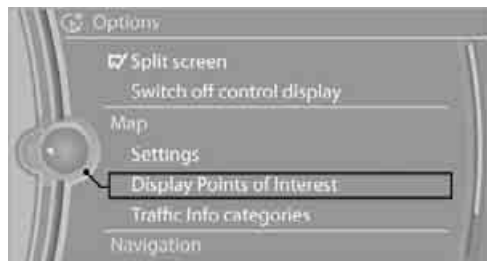 Options
Split screen
Switch off control display
Map
Settings
Display Points of Interest
Traffic Info categories
Navigation